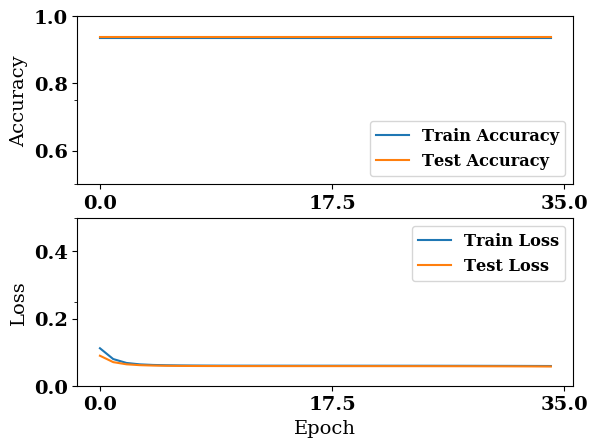 1.0
0.8
0.6
Accuracy
Train Accuracy
Test Accuracy
0.0 17.5 35.0
0.4
0.2
0.0
Loss
Train Loss
Test Loss
0.0 17.5 35.0
Epoch